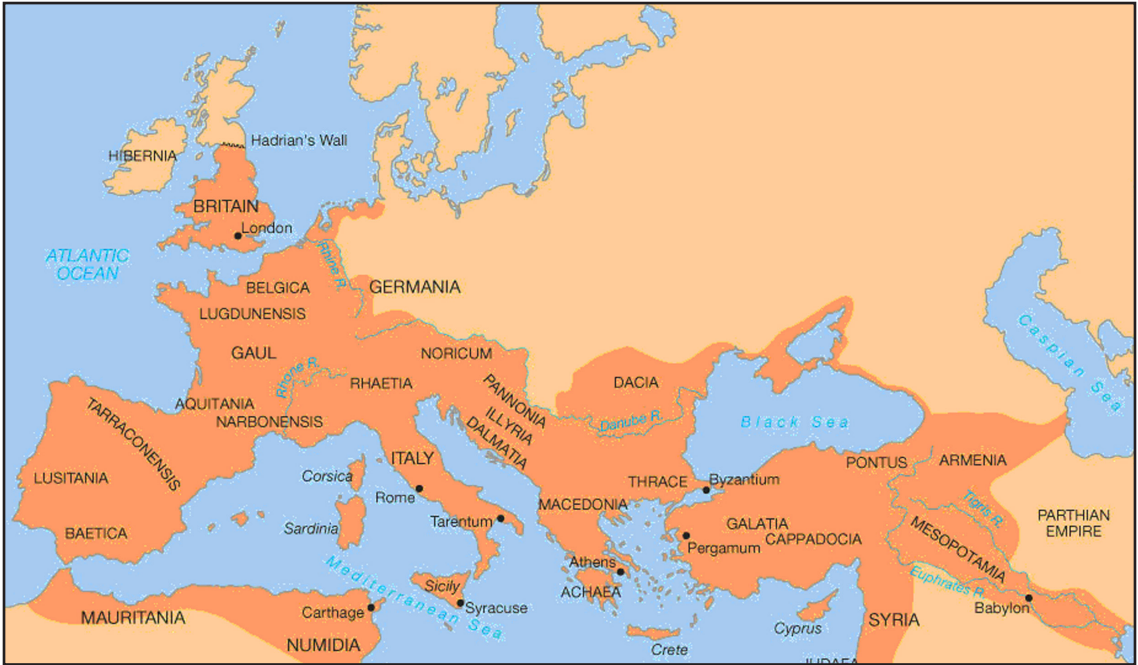 Hadrian's Wall
HIBERNIA
BRITAIN
London
ATLANTIC
OCEAN
Rhine R.
BELGICA
GERMANIA
LUGDUNENSIS
GAUL
NORICUM
Rhone R.
RHAETIA
DACIA
PANNONIA
ILLYRIA
DALMATIA
Danube R.
Black Sea
Caspian Sea
AQUITANIA
NARBONENSIS
TARRACONENSIS
LUSITANIA
BAETICA
Corsica
ITALY
Rome
Sardinia
Tarentum
THRACE
Byzantium
MACEDONIA
PONTUS
ARMENIA
Tigris R.
PARTHIAN
EMPIRE
GALATIA
CAPPADOCIA
Pergamum
MESOPOTAMIA
Athens
ACHAEA
Mediterranean Sea
Sicily
Syracuse
Euphrates R.
Babylon
MAURITANIA
Carthage
NUMIDIA
Crete
Cyprus
SYRIA